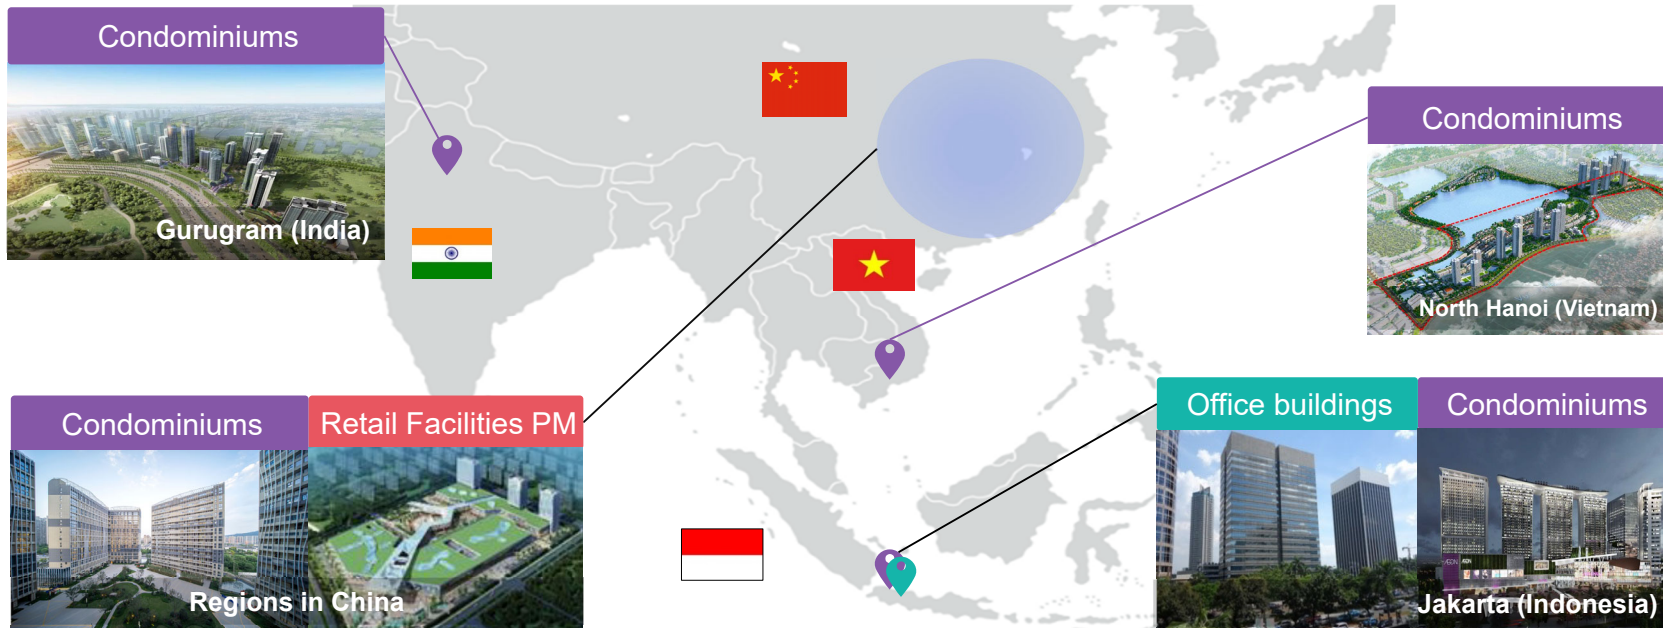 Condominiums
Gurugram (India)
Condominiums
North Hanoi (Vietnam)
Condominiums
Retail Facilities PM
Regions in China
Office buildings
Condominiums
Jakarta (Indonesia)